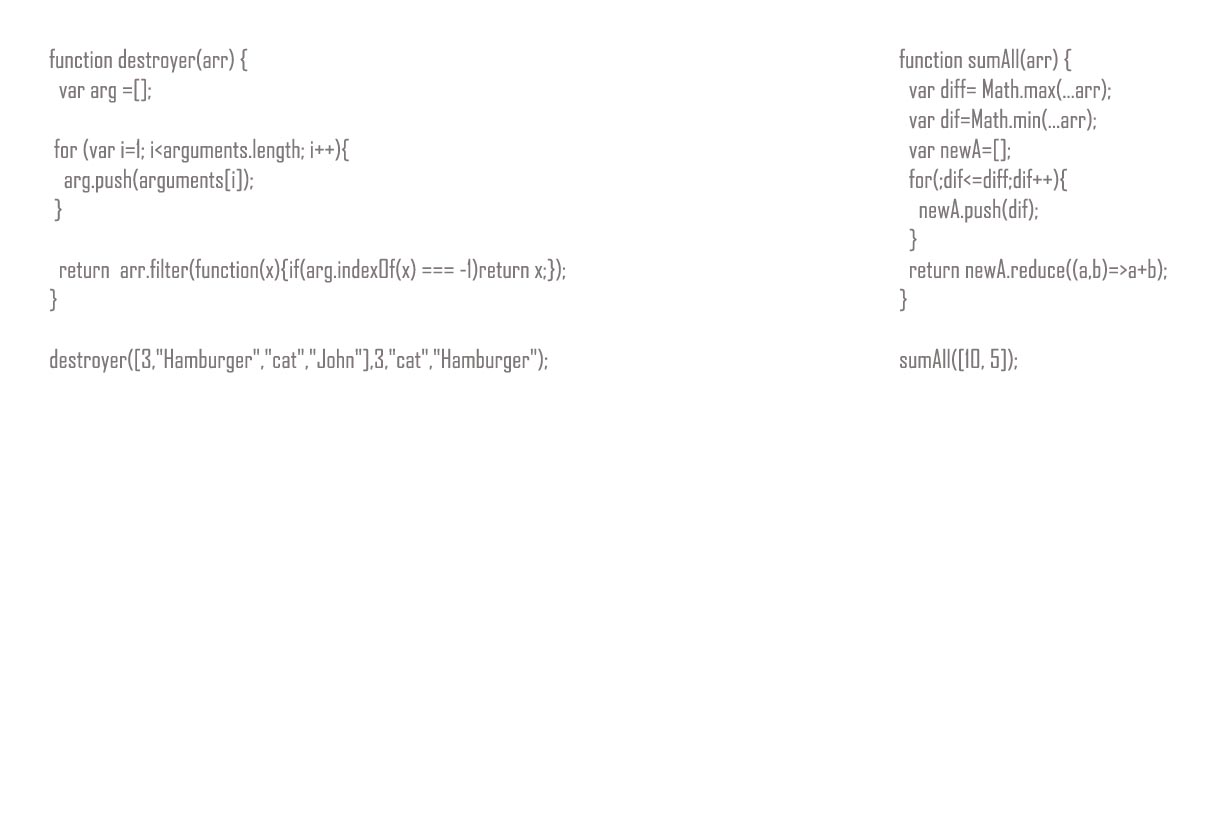 function destroyer(arr) {
  var arg =[];
 for (var i=1; i<arguments.length; i++){
   arg.push(arguments[i]);
 }
  return  arr.filter(function(x){if(arg.indexOf(x) === -1)return x;});
}
destroyer([3,"Hamburger","cat","John"],3,"cat","Hamburger");
function sumAll(arr) {
  var diff= Math.max(...arr);
  var dif=Math.min(...arr);
  var newA=[];
  for(;dif<=diff;dif++){
    newA.push(dif);
  }
  return newA.reduce((a,b)=>a+b);
}
sumAll([10, 5]);